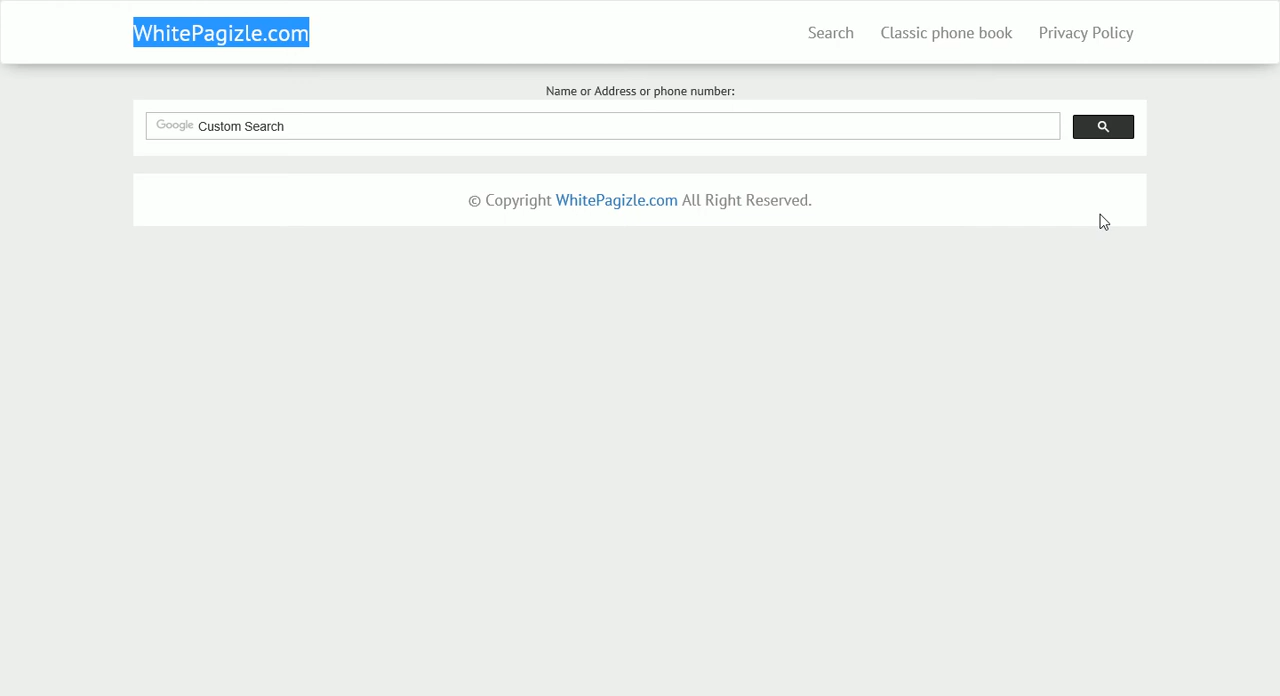 WhitePagizle.com
Search Classic phone book Privacy Policy
Name or Address or phone number:
Google Custom Search
© Copyright WhitePagizle.com All Right Reserved.